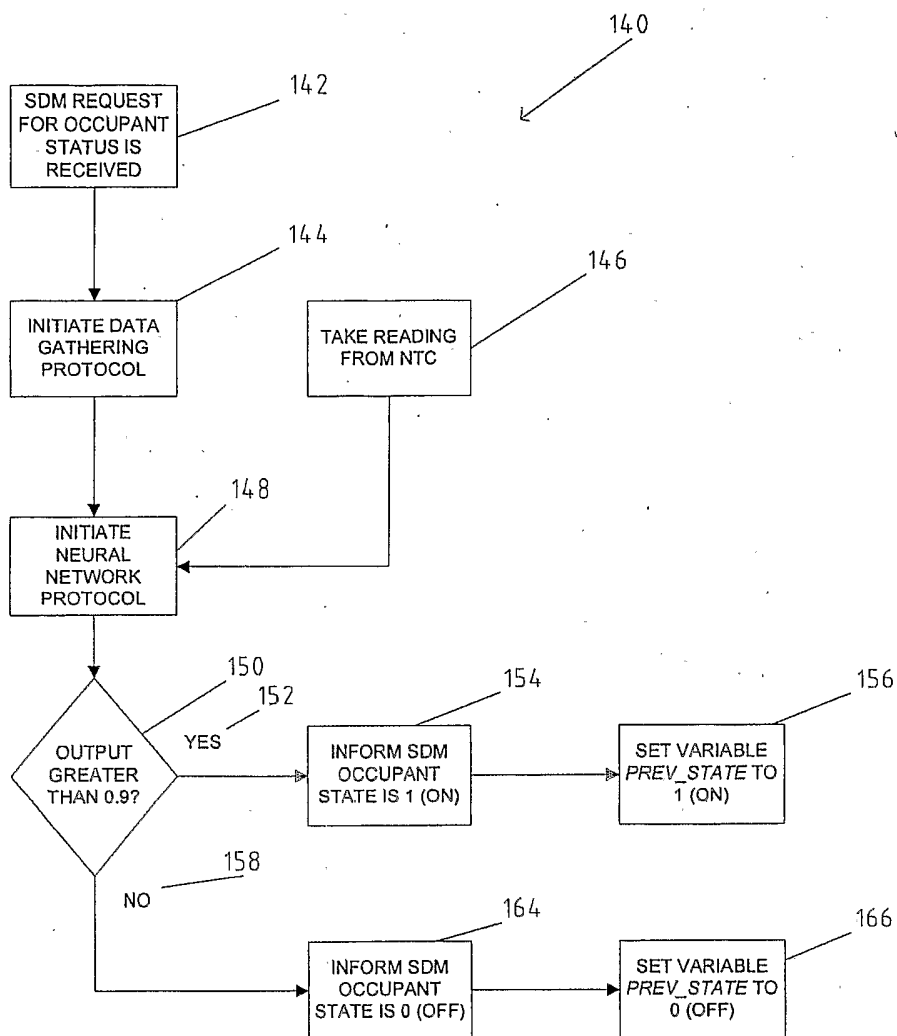 140
142
SDM REQUEST
FOR OCCUPANT
STATUS IS
RECEIVED
144
146
INITIATE DATA
GATHERING
PROTOCOL
TAKE READING
FROM NTC
148
INITIATE
NEURAL
NETWORK
PROTOCOL
150
152
154
156
OUTPUT
GREATER
THAN 0.9?
YES
INFORM SDM
OCCUPANT
STATE IS 1 (ON)
SET VARIABLE
PREV_STATE TO
1 (ON)
158
NO
164
166
INFORM SDM
OCCUPANT
STATE IS 0 (OFF)
SET VARIABLE
PREV_STATE TO
0 (OFF)